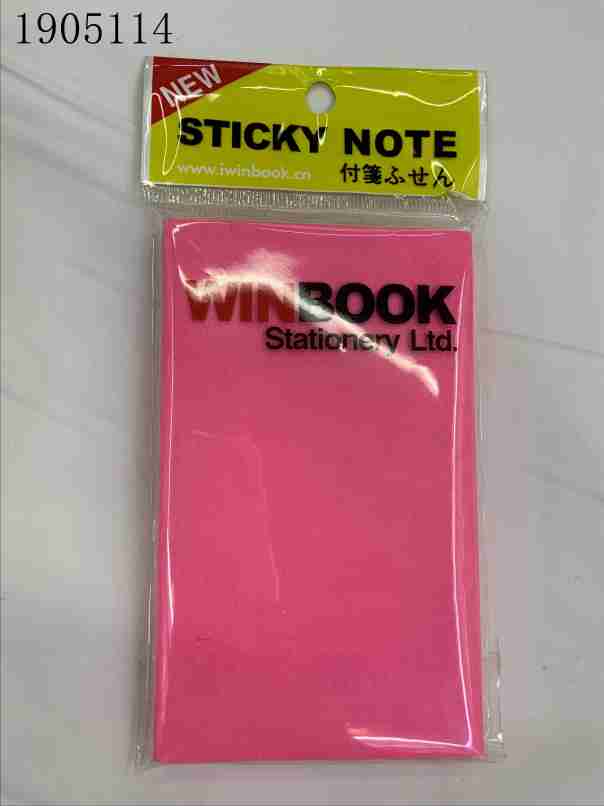 1905114
NEW
STICKY NOTE
www.iwinbook.cn
付箋ふせん
WINBOOK
Stationery Ltd.